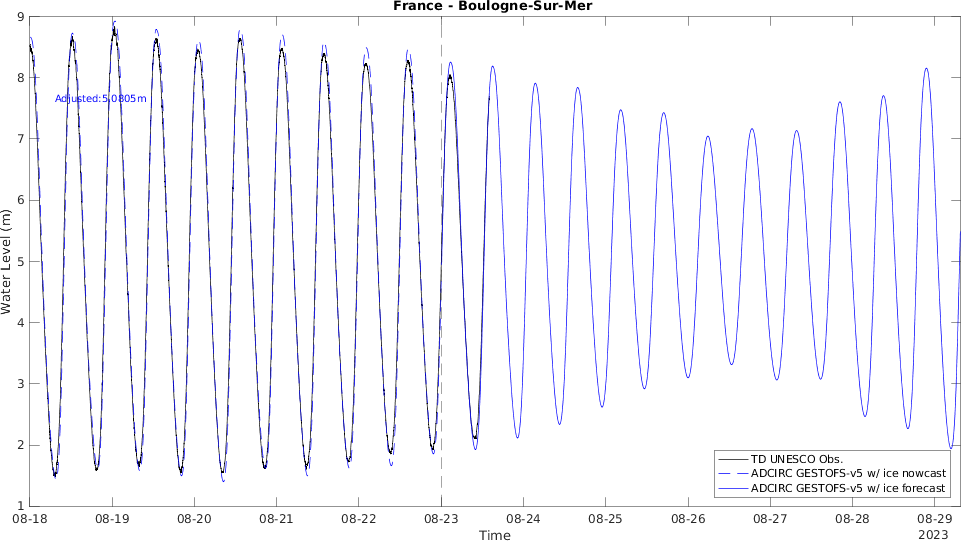 France - Boulogne-Sur-Mer
9
8
7
6
5
4
3
2
1
Water Level (m)
Adjusted:5.0805m
TD UNESCO Obs.
ADCIRC GESTOFS-v5 w/ ice nowcast
ADCIRC GESTOFS-v5 w/ ice forecast
08-18 08-19 08-20 08-21 08-22 08-23 08-24 08-25 08-26 08-27 08-28 08-29
Time
2023